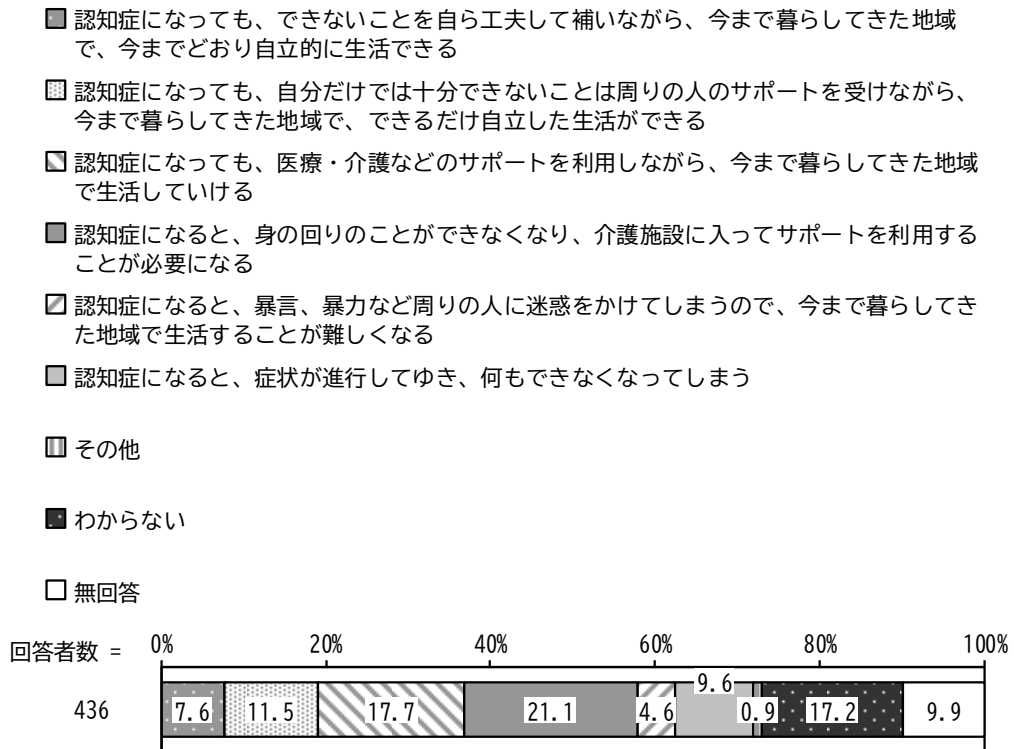 認知症になっても、できないことを自ら工夫して補いながら、今まで暮らしてきた地域
で、今までどおり自立的に生活できる
認知症になっても、自分だけでは十分できないことは周りの人のサポートを受けながら、
今まで暮らしてきた地域で、できるだけ自立した生活ができる
認知症になっても、医療・介護などのサポートを利用しながら、今まで暮らしてきた地域
で生活していける
認知症になると、身の回りのことができなくなり、介護施設に入ってサポートを利用する
ことが必要になる
認知症になると、暴言、暴力など周りの人に迷惑をかけてしまうので、今まで暮らしてき
た地域で生活することが難しくなる
認知症になると、症状が進行してゆき、何もできなくなってしまう
その他
わからない
無回答
回答者数 = 0% 20% 40% 60% 80% 100%
436 7.6 11.5 17.7 21.1 4.6 9.6 0.9 17.2 9.9